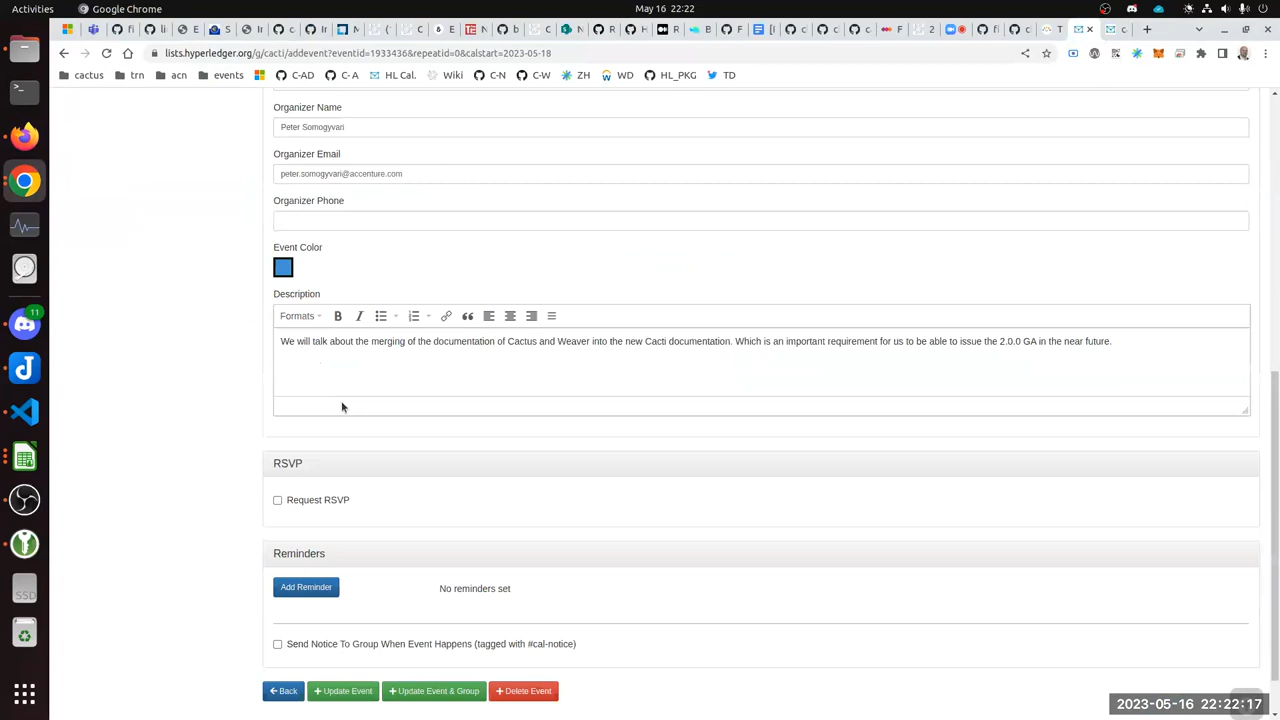 Activities
Google Chrome
May 16 22:22
lists.hyperledger.org/g/cacti/addevent?eventid=1933436&repeatid=0&calstart=2023-05-18
cactus
trn
acn
events
C-AD
C- A
HL Cal.
Wiki
C-N
C-W
ZH
WD
HL_PKG
TD
Organizer Name
Peter Somogyvari
Organizer Email
peter.somogyvari@accenture.com
Organizer Phone
Event Color
Description
Formats
We will talk about the merging of the documentation of Cactus and Weaver into the new Cacti documentation. Which is an important requirement for us to be able to issue the 2.0.0 GA in the near future.
11
RSVP
Request RSVP
Reminders
Add Reminder
No reminders set
Send Notice To Group When Event Happens (tagged with #cal-notice)
Back
Update Event
Update Event & Group
Delete Event
SSD
2023-05-16 22:22:17